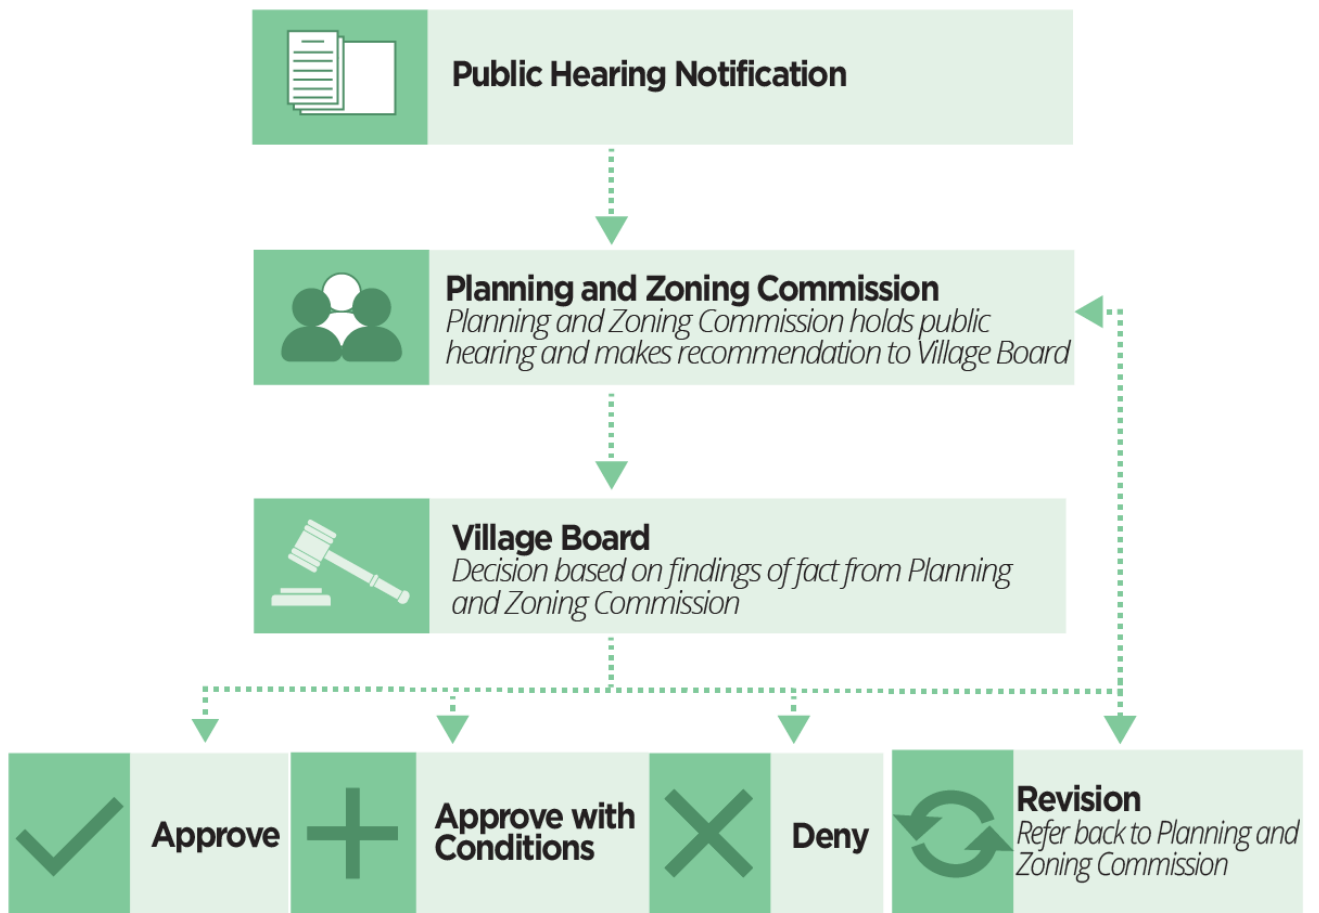 Public Hearing Notification
Planning and Zoning Commission
Planning and Zoning Commission holds public
hearing and makes recommendation to Village Board
Village Board
Decision based on findings of fact from Planning
and Zoning Commission
Approve
Approve with
Conditions
Deny
Revision
Refer back to Planning and
Zoning Commission